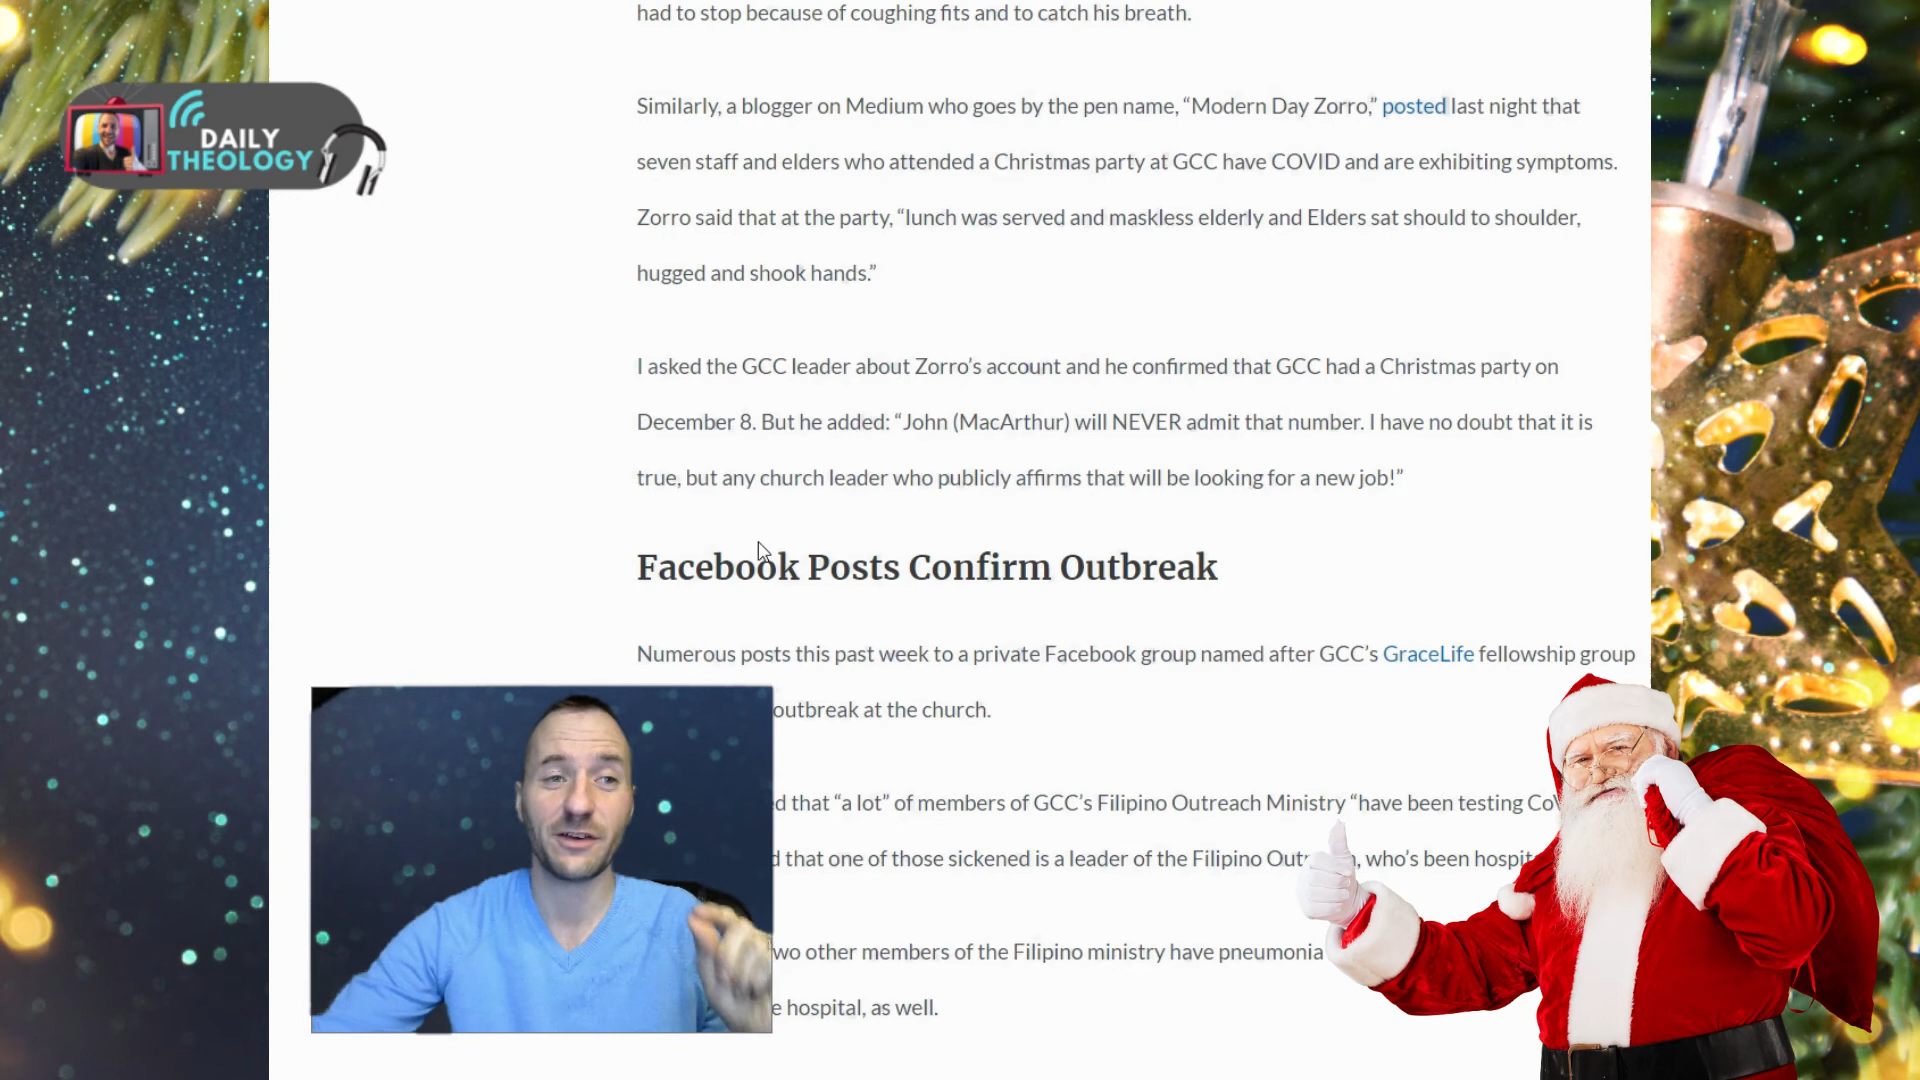 had to stop because of coughing fits and to catch his breath.
DAILY
THEOLOGY
Similarly, a blogger on Medium who goes by the pen name, “Modern Day Zorro,” posted last night that
seven staff and elders who attended a Christmas party at GCC have COVID and are exhibiting symptoms.
Zorro said that at the party, “lunch was served and maskless elderly and Elders sat should to shoulder,
hugged and shook hands.”
I asked the GCC leader about Zorro’s account and he confirmed that GCC had a Christmas party on
December 8. But he added: “John (MacArthur) will NEVER admit that number. I have no doubt that it is
true, but any church leader who publicly affirms that will be looking for a new job!”
Facebook Posts Confirm Outbreak
Numerous posts this past week to a private Facebook group named after GCC’s GraceLife fellowship group
outbreak at the church.
that “a lot” of members of GCC’s Filipino Outreach Ministry “have been testing
that one of those sickened is a leader of the Filipino who’s been
other members of the Filipino ministry have pneumonia
hospital, as well.